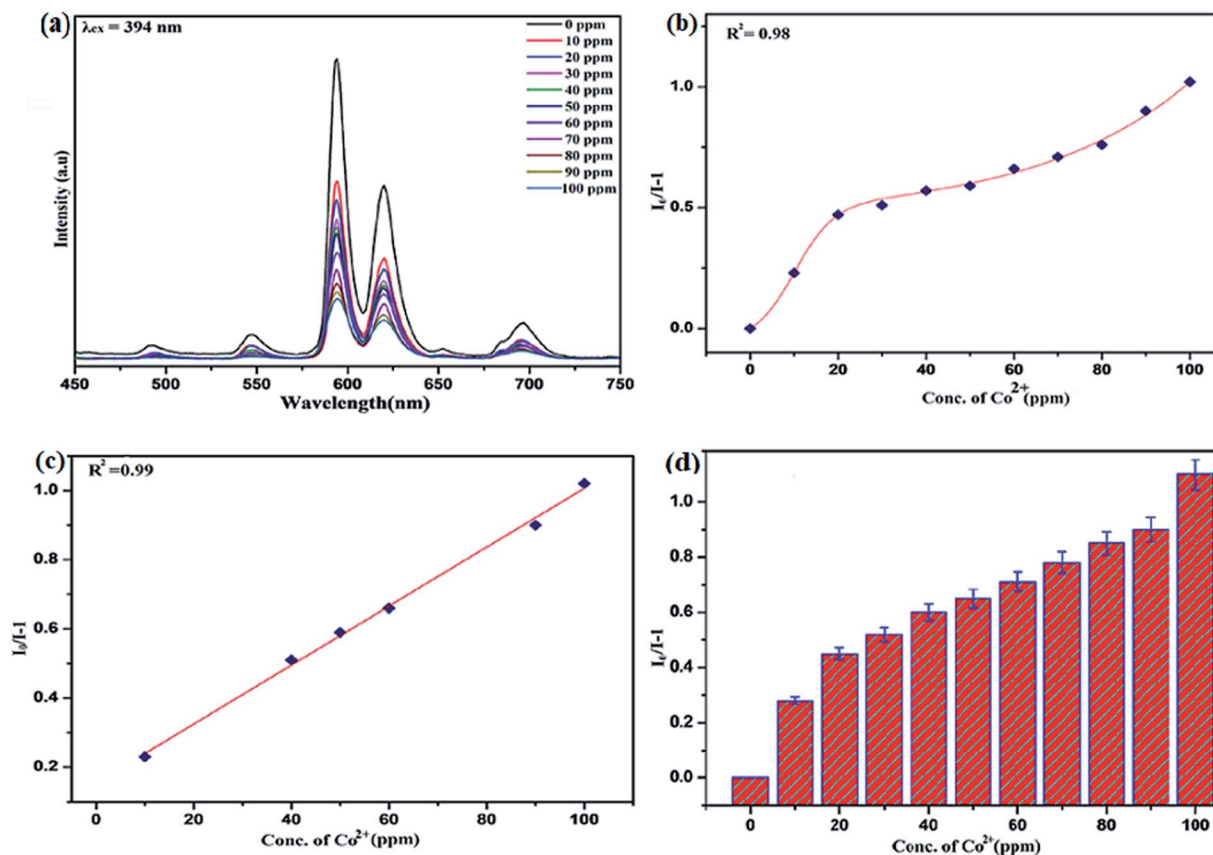 (a)
λex = 394 nm
0 ppm
10 ppm
20 ppm
30 ppm
40 ppm
50 ppm
60 ppm
70 ppm
80 ppm
90 ppm
100 ppm
Intensity (a.u)
450 500 550 600 650 700 750
Wavelength(nm)
(b)
R²= 0.98
I₀/I-1
1.0
0.5
0.0
0 20 40 60 80 100
Conc. of Co²⁺(ppm)
(c)
R²=0.99
I₀/I-1
1.0
0.8
0.6
0.4
0.2
0 20 40 60 80 100
Conc. of Co²⁺(ppm)
(d)
I₀/I-1
1.0
0.8
0.6
0.4
0.2
0.0
0 20 40 60 80 100
Conc. of Co²⁺(ppm)